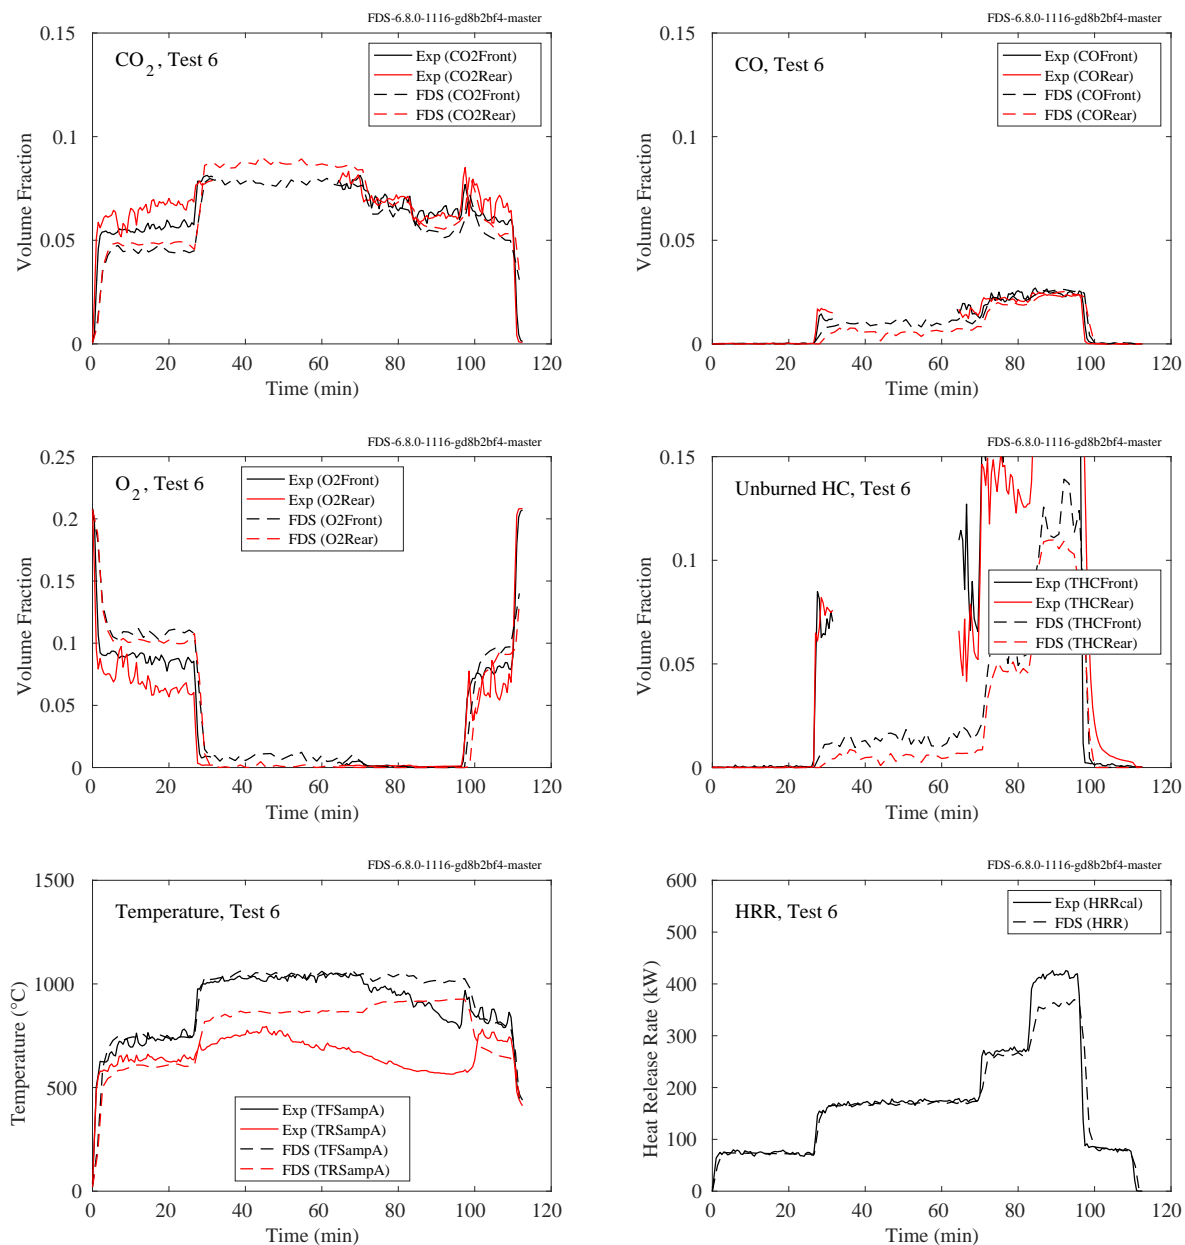 FDS-6.8.0-1116-gd8b2bf4-master
CO2, Test 6
Exp (CO2Front)
Exp (CO2Rear)
FDS (CO2Front)
FDS (CO2Rear)
0.15
0.1
0.05
0
Volume Fraction
0 20 40 60 80 100 120
Time (min)
FDS-6.8.0-1116-gd8b2bf4-master
CO, Test 6
Exp (COFront)
Exp (CORear)
FDS (COFront)
FDS (CORear)
0.15
0.1
0.05
0
Volume Fraction
0 20 40 60 80 100 120
Time (min)
FDS-6.8.0-1116-gd8b2bf4-master
O2, Test 6
Exp (O2Front)
Exp (O2Rear)
FDS (O2Front)
FDS (O2Rear)
0.25
0.2
0.15
0.1
0.05
0
Volume Fraction
0 20 40 60 80 100 120
Time (min)
FDS-6.8.0-1116-gd8b2bf4-master
Unburned HC, Test 6
Exp (THCFront)
Exp (THCRear)
FDS (THCFront)
FDS (THCRear)
0.15
0.1
0.05
0
Volume Fraction
0 20 40 60 80 100 120
Time (min)
FDS-6.8.0-1116-gd8b2bf4-master
Temperature, Test 6
Exp (TFSampA)
Exp (TRSampA)
FDS (TFSampA)
FDS (TRSampA)
1500
1000
500
0
Temperature (°C)
0 20 40 60 80 100 120
Time (min)
FDS-6.8.0-1116-gd8b2bf4-master
HRR, Test 6
Exp (HRRcal)
FDS (HRR)
600
500
400
300
200
100
0
Heat Release Rate (kW)
0 20 40 60 80 100 120
Time (min)